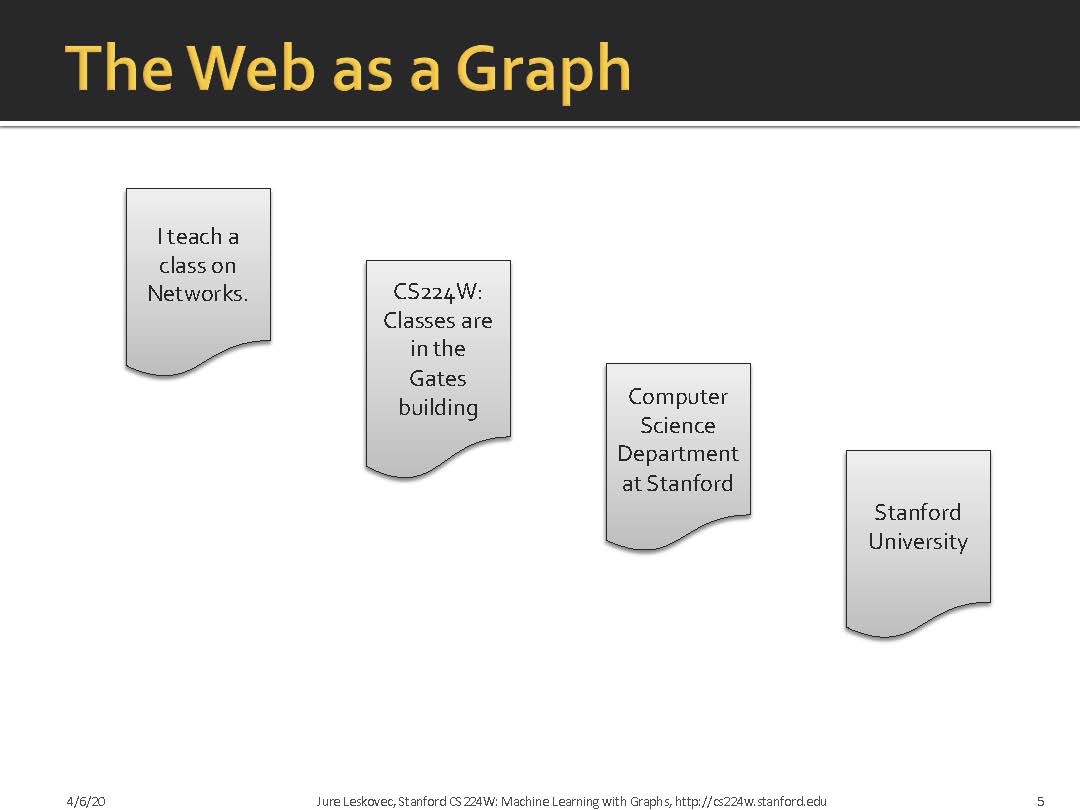 The Web as a Graph
I teach a
class on
Networks.
CS224W:
Classes are
in the
Gates
building
Computer
Science
Department
at Stanford
Stanford
University
4/6/20
Jure Leskovec, Stanford CS224W: Machine Learning with Graphs, http://cs224w.stanford.edu
5